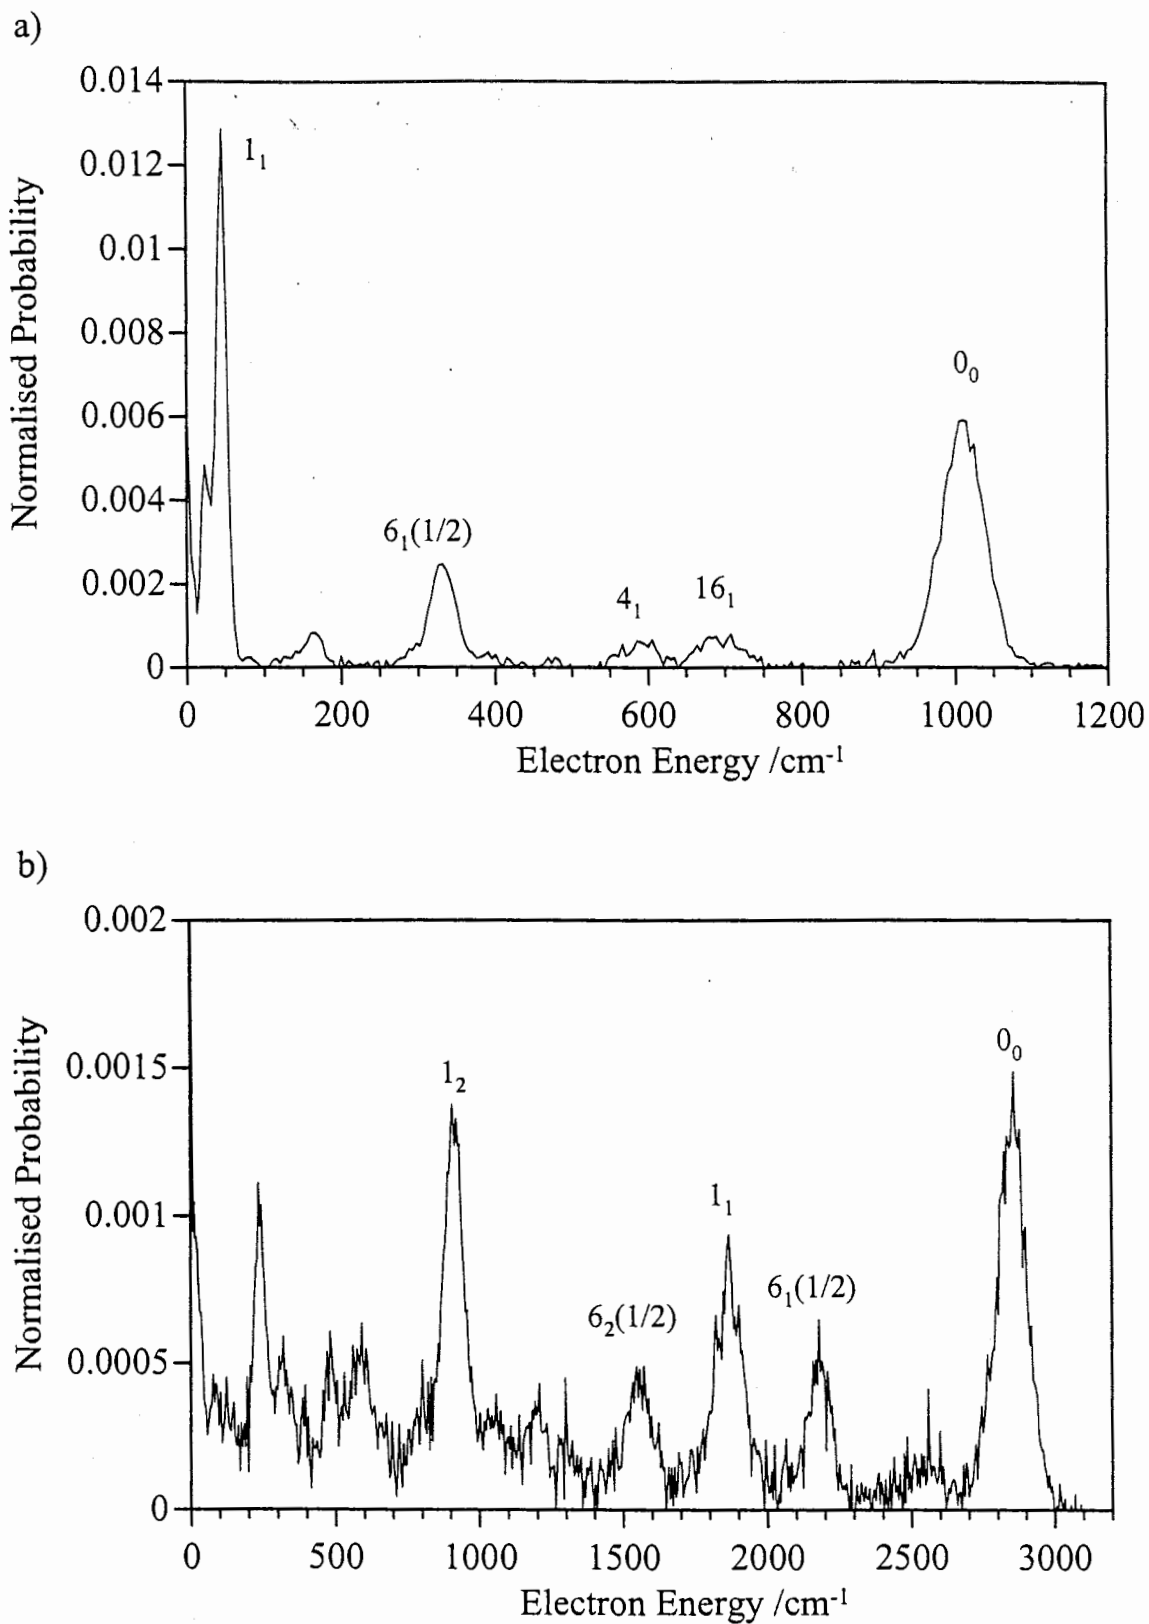 a)
Normalised Probability
0.014
0.012
0.01
0.008
0.006
0.004
0.002
0
1₁
6₁(1/2)
4₁
16₁
0₀
0 200 400 600 800 1000 1200
Electron Energy /cm⁻¹
b)
Normalised Probability
0.002
0.0015
0.001
0.0005
0
1₂
6₂(1/2)
1₁
6₁(1/2)
0₀
0 500 1000 1500 2000 2500 3000
Electron Energy /cm⁻¹